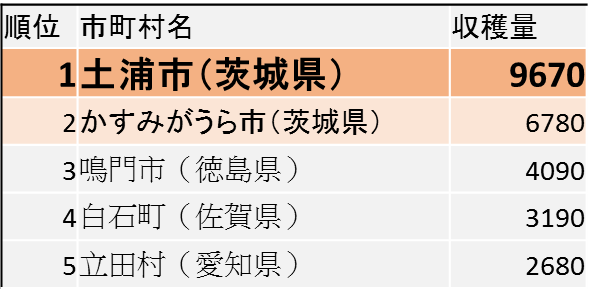 順位 市町村名 収穫量
1 土浦市（茨城県） 9670
2 かすみがうら市（茨城県） 6780
3 鳴門市（徳島県） 4090
4 白石町（佐賀県） 3190
5 立田村（愛知県） 2680